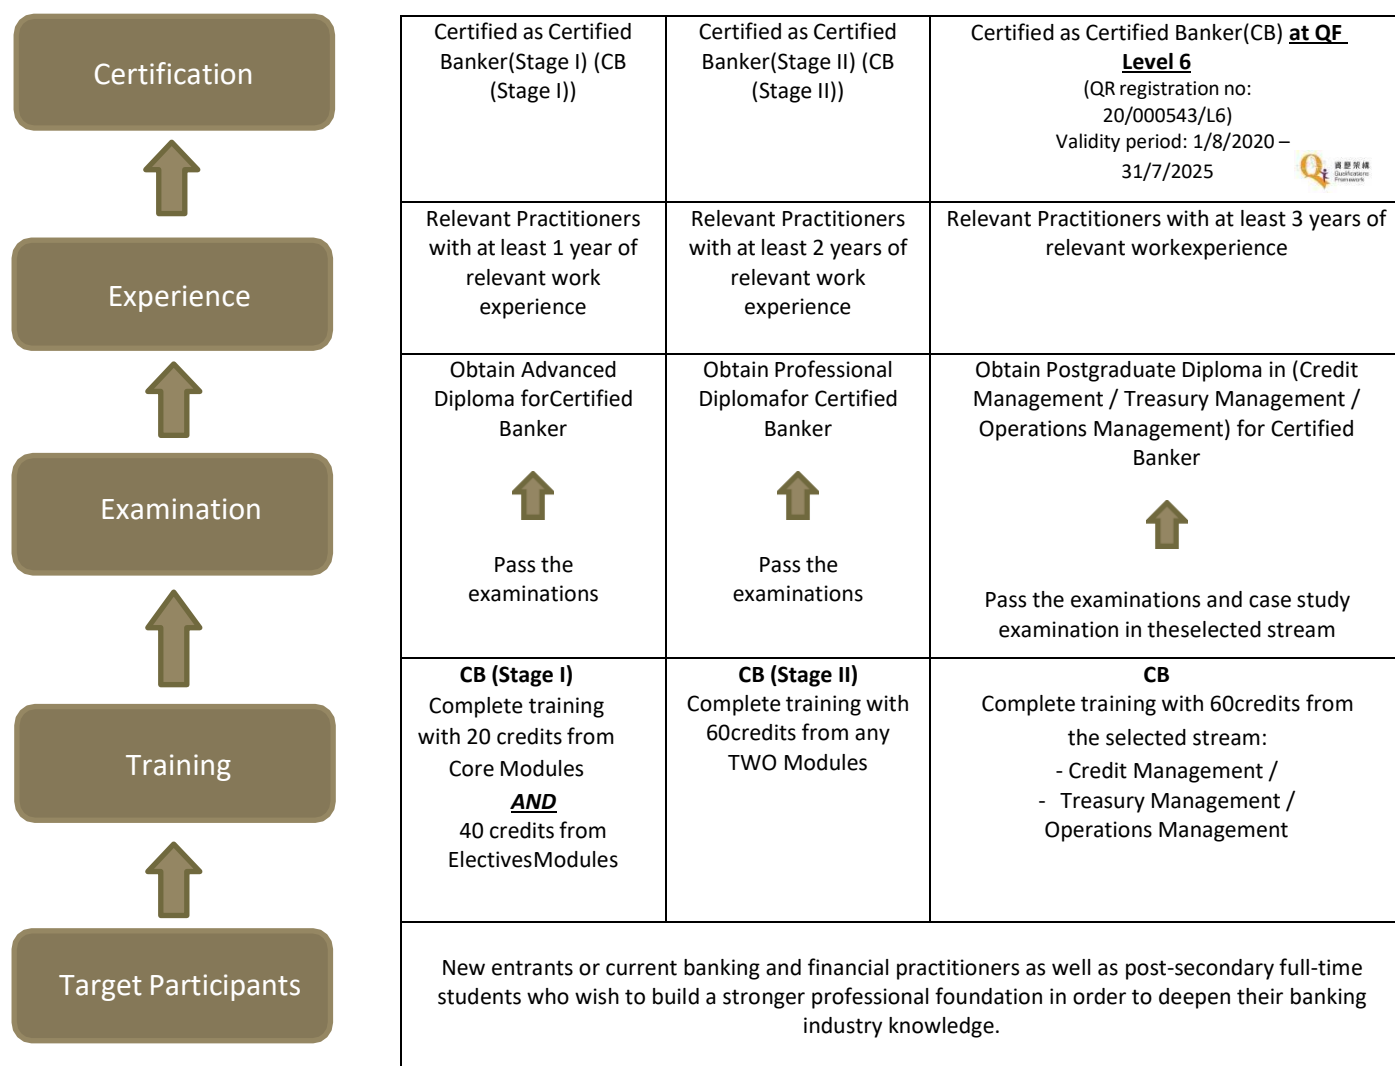 Certification
Certified as Certified
Banker(Stage I) (CB
(Stage I))
Certified as Certified
Banker(Stage II) (CB
(Stage II))
Certified as Certified Banker(CB) at QF
Level 6
(QR registration no:
20/000543/L6)
Validity period: 1/8/2020 –
31/7/2025
資歷架構
Qualifications
Framework
Experience
Relevant Practitioners
with at least 1 year of
relevant work
experience
Relevant Practitioners
with at least 2 years of
relevant work
experience
Relevant Practitioners with at least 3 years of
relevant workexperience
Examination
Obtain Advanced
Diploma forCertified
Banker
Pass the
examinations
Obtain Professional
Diplomafor Certified
Banker
Pass the
examinations
Obtain Postgraduate Diploma in (Credit
Management / Treasury Management /
Operations Management) for Certified
Banker
Pass the examinations and case study
examination in theselected stream
Training
CB (Stage I)
Complete training
with 20 credits from
Core Modules
AND
40 credits from
ElectivesModules
CB (Stage II)
Complete training with
60credits from any
TWO Modules
CB
Complete training with 60credits from
the selected stream:
- Credit Management /
- Treasury Management /
Operations Management
Target Participants
New entrants or current banking and financial practitioners as well as post-secondary full-time
students who wish to build a stronger professional foundation in order to deepen their banking
industry knowledge.